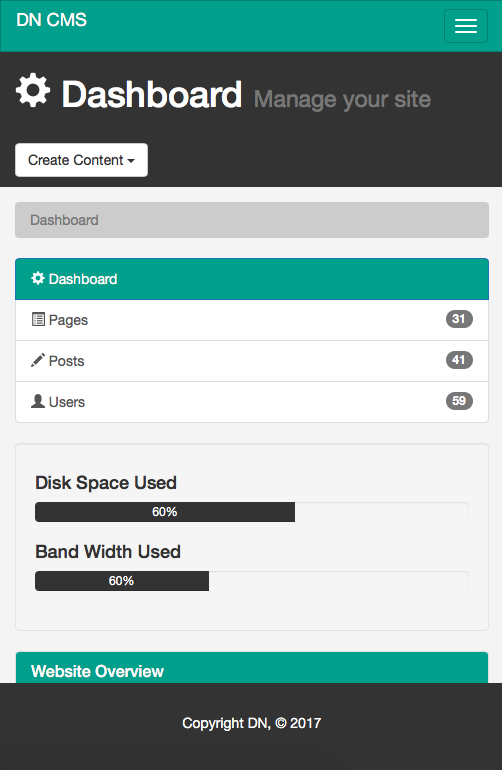 DN CMS
Dashboard Manage your site
Create Content
Dashboard
Dashboard
Pages 31
Posts 41
Users 59
Disk Space Used
60%
Band Width Used
60%
Website Overview
Copyright DN, © 2017